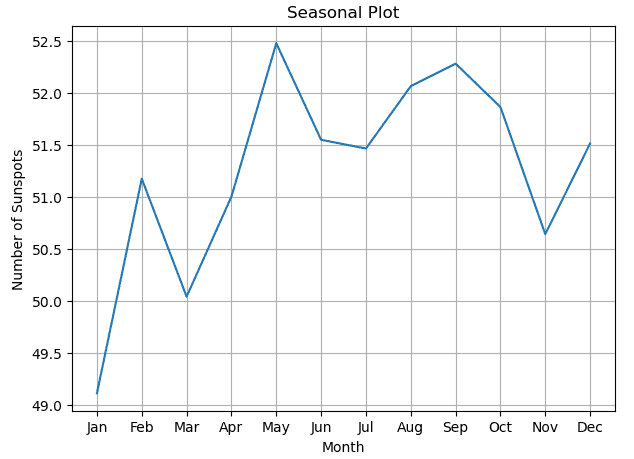 Seasonal Plot
52.5
52.0
51.5
51.0
50.5
50.0
49.5
49.0
Number of Sunspots
Jan Feb Mar Apr May Jun Jul Aug Sep Oct Nov Dec
Month